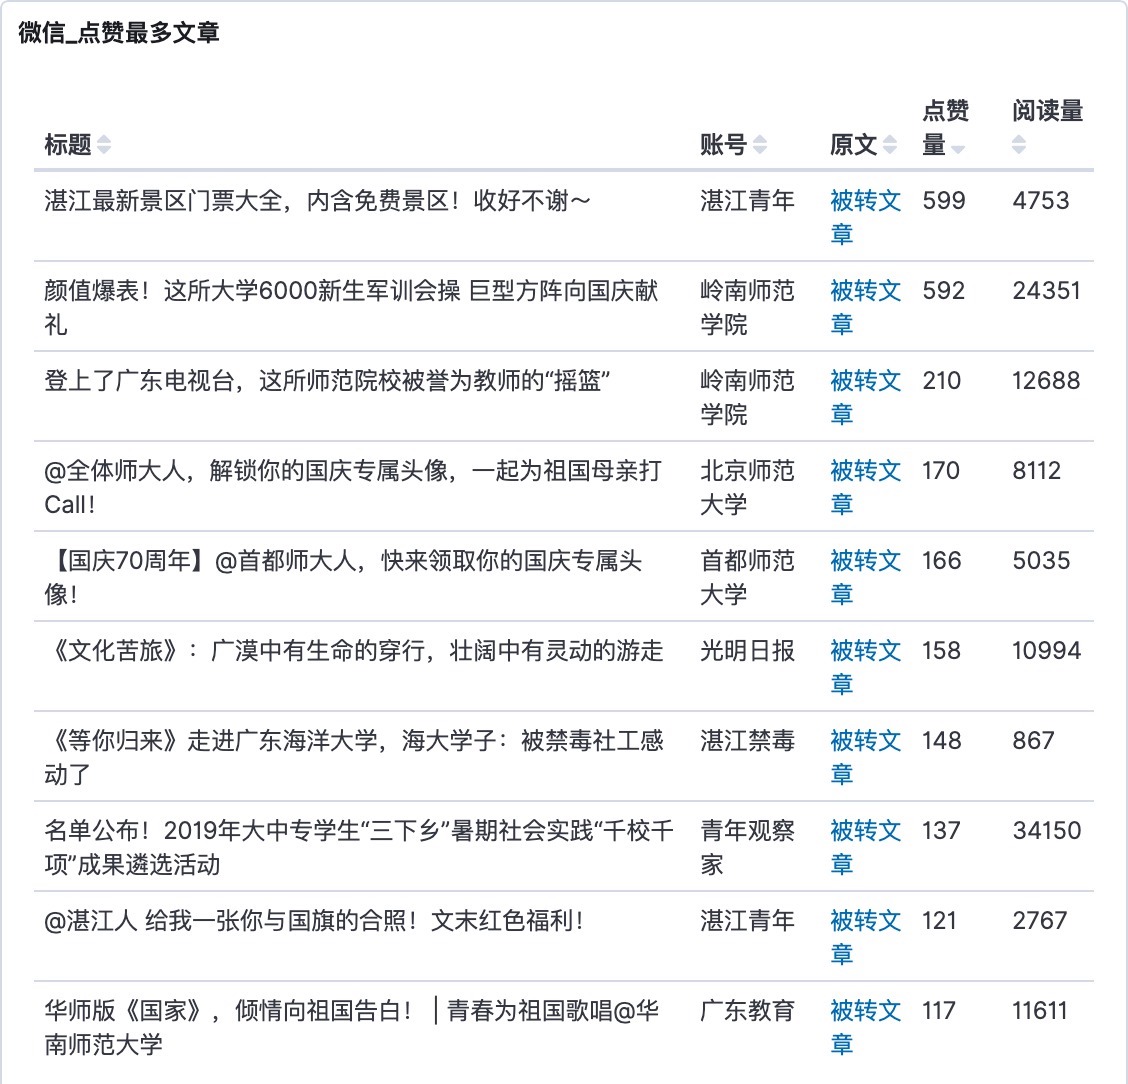 微信_点赞最多文章
点赞 阅读量
标题 账号 原文 量
湛江最新景区门票大全，内含免费景区！收好不谢～ 湛江青年 被转文 599 4753
章
颜值爆表！这所大学6000新生军训会操 巨型方阵向国庆献 岭南师范 被转文 592 24351
礼 学院 章
登上了广东电视台，这所师范院校被誉为教师的“摇篮” 岭南师范 被转文 210 12688
学院 章
@全体师大人，解锁你的国庆专属头像，一起为祖国母亲打 北京师范 被转文 170 8112
Call！ 大学 章
【国庆70周年】@首都师大人，快来领取你的国庆专属头 首都师范 被转文 166 5035
像！ 大学 章
《文化苦旅》：广漠中有生命的穿行，壮阔中有灵动的游走 光明日报 被转文 158 10994
章
《等你归来》走进广东海洋大学，海大学子：被禁毒社工感 湛江禁毒 被转文 148 867
动了 章
名单公布！2019年大中专学生“三下乡”暑期社会实践“千校千 青年观察 被转文 137 34150
项”成果遴选活动 家 章
@湛江人 给我一张你与国旗的合照！文末红色福利！ 湛江青年 被转文 121 2767
章
华师版《国家》，倾情向祖国告白！ | 青春为祖国歌唱@华 广东教育 被转文 117 11611
南师范大学 章